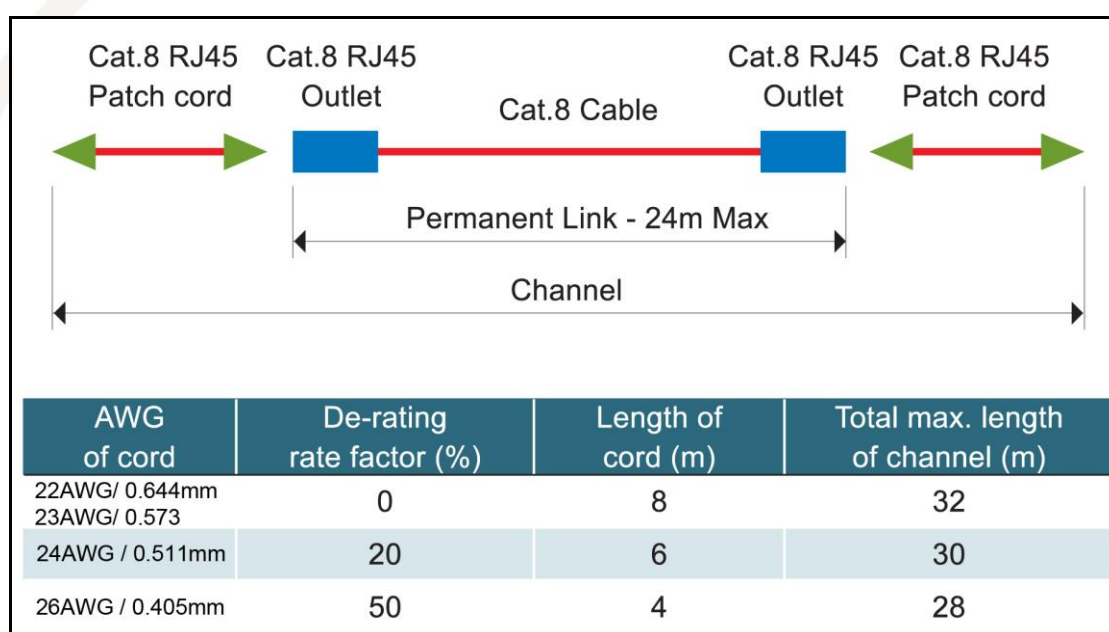 Cat.8 RJ45 Cat.8 RJ45 Cat.8 RJ45 Cat.8 RJ45
Patch cord Outlet Cat.8 Cable Outlet Patch cord
Permanent Link - 24m Max
Channel
AWG De-rating Length of Total max. length
of cord rate factor (%) cord (m) of channel (m)
22AWG/ 0.644mm
23AWG/ 0.573 0 8 32
24AWG / 0.511mm 20 6 30
26AWG / 0.405mm 50 4 28